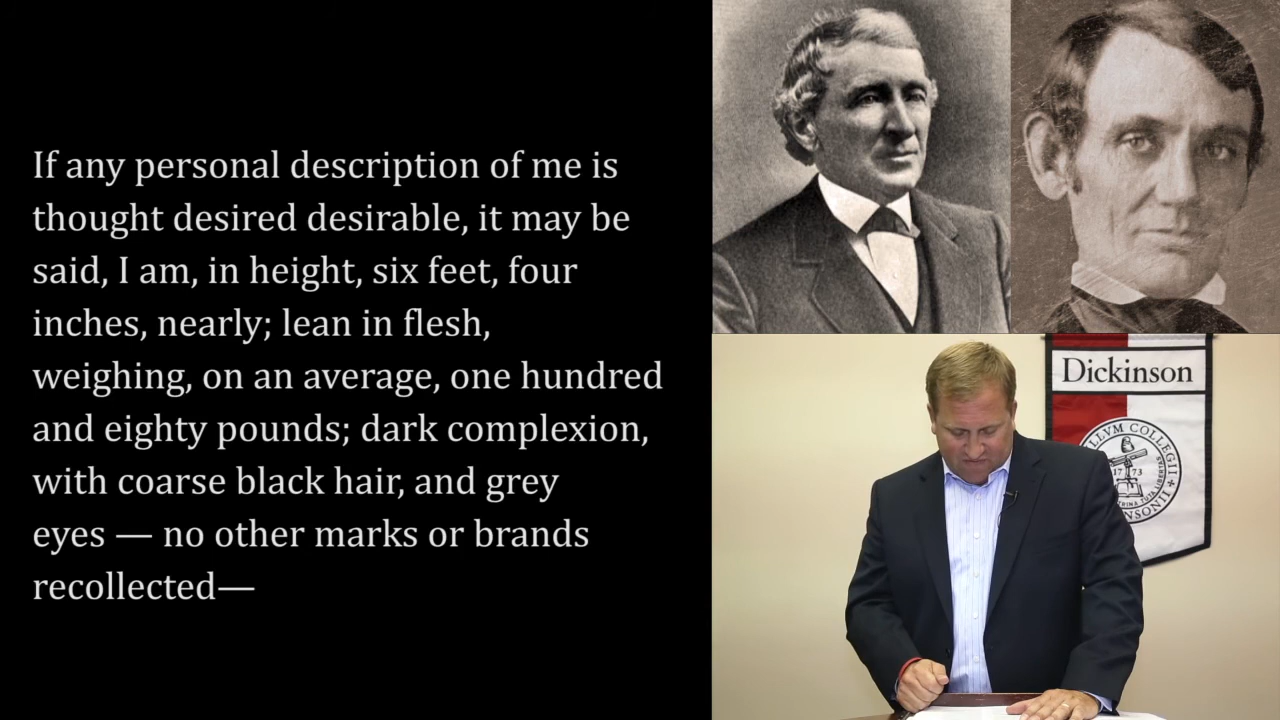 If any personal description of me is
thought desired desirable, it may be
said, I am, in height, six feet, four
inches, nearly; lean in flesh,
weighing, on an average, one hundred
and eighty pounds; dark complexion,
with coarse black hair, and grey
eyes — no other marks or brands
recollected—
Dickinson